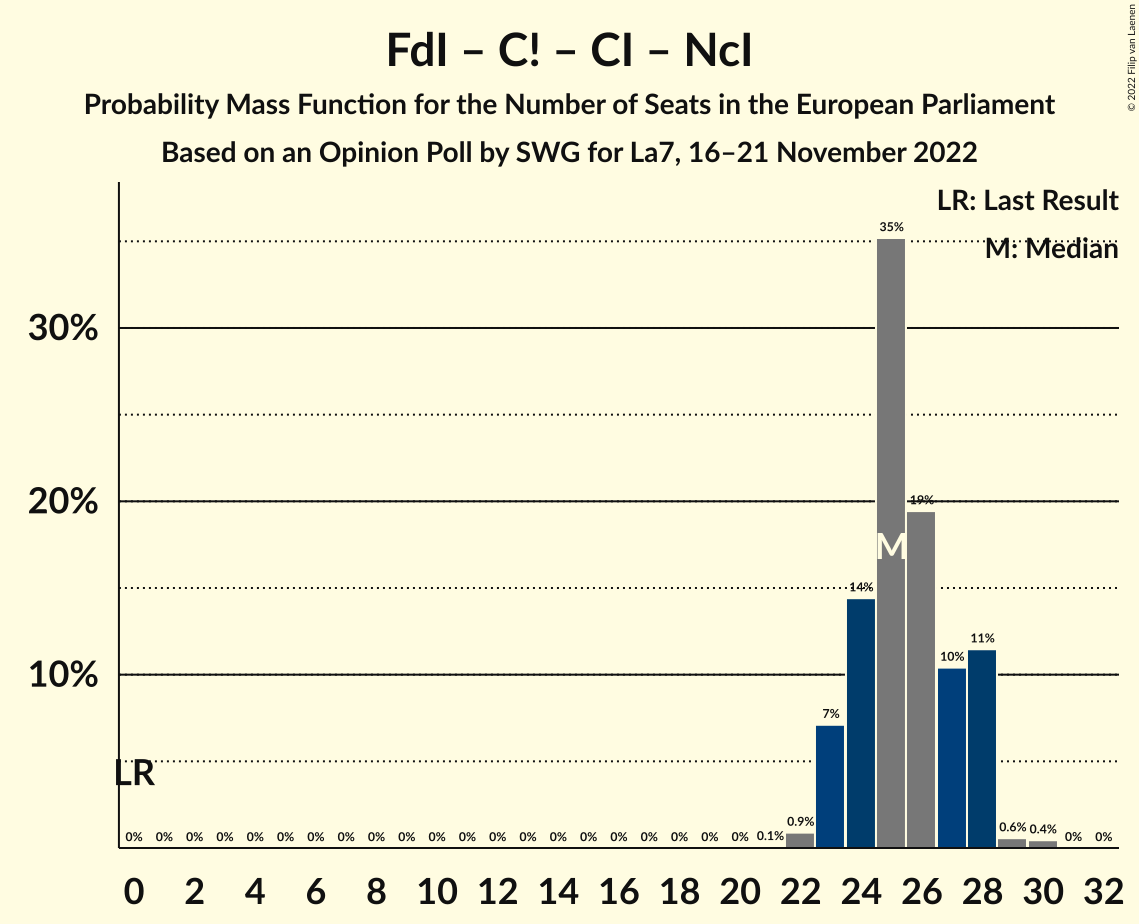 FdI – C! – CI – NcI
Probability Mass Function for the Number of Seats in the European Parliament
Based on an Opinion Poll by SWG for La7, 16–21 November 2022
© 2022 Filip van Laenen
LR: Last Result
M: Median
35%
30%
20%
19%
M
14%
11%
10%
10%
7%
LR
0% 0% 0% 0% 0% 0% 0% 0% 0% 0% 0% 0% 0% 0% 0% 0% 0% 0% 0% 0% 0% 0.1% 0.9% 0.6% 0.4% 0% 0%
0 2 4 6 8 10 12 14 16 18 20 22 24 26 28 30 32